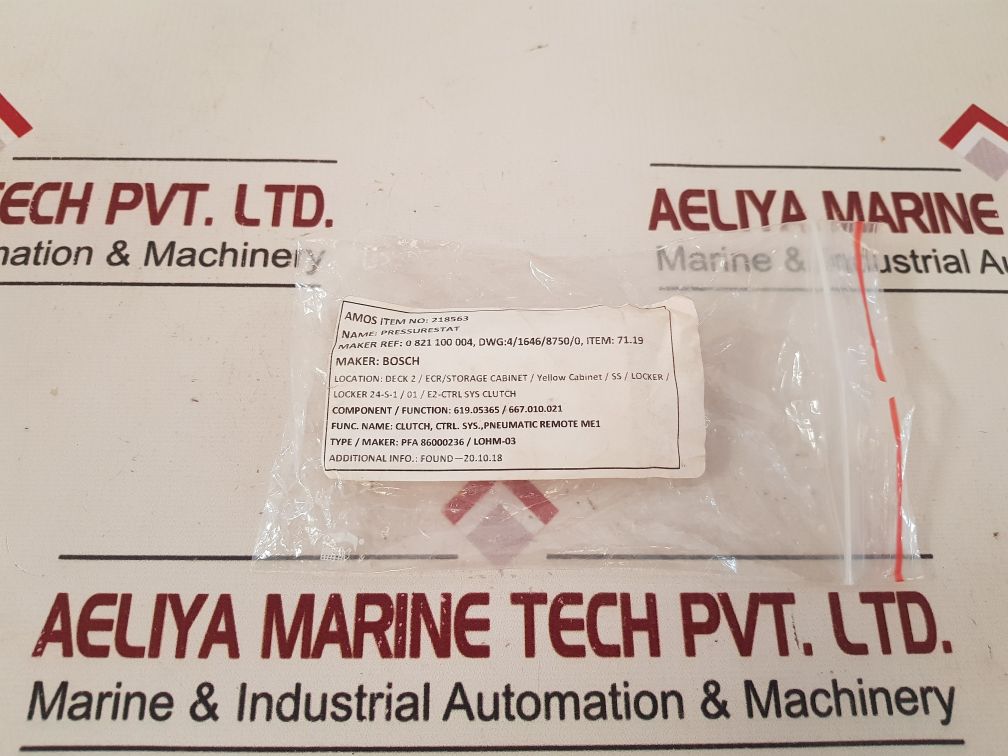 ECH PVT. LTD.
mation & Machinery
AELIYA MARINE
Marine & Industrial Au
AMOS ITEM NO: 218563
NAME: PRESSURESTAT
MAKER REF: 0 821 100 004, DWG:4/1646/8750/0, ITEM: 71.19
MAKER: BOSCH
LOCATION: DECK 2 / ECR/STORAGE CABINET / Yellow Cabinet / SS / LOCKER /
LOCKER 24-S-1 / 01 / E2-CTRL SYS CLUTCH
COMPONENT / FUNCTION: 619.05365 / 667.010.021
FUNC. NAME: CLUTCH, CTRL. SYS.,PNEUMATIC REMOTE ME1
TYPE / MAKER: PFA 86000236 / LOHM-03
ADDITIONAL INFO.: FOUND—20.10.18
AELIYA MARINE TECH PVT. LTD.
Marine & Industrial Automation & Machinery